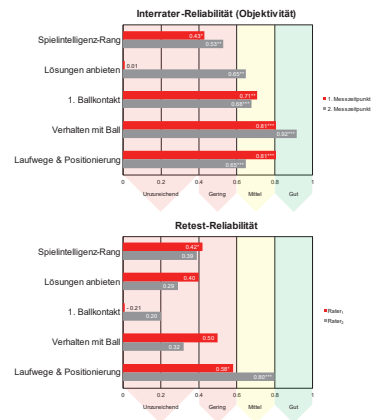 Interrater-Reliabilität (Objektivität)
Spielintelligenz-Rang
0.43*
0.53**
Lösungen anbieten
0.01
0.65**
1. Ballkontakt
0.71**
0.68***
Verhalten mit Ball
0.81***
0.92***
Laufwege & Positionierung
0.81***
0.65***
1. Messzeitpunkt
2. Messzeitpunkt
0 0.2 0.4 0.6 0.8 1
Unzureichend Gering Mittel Gut
Retest-Reliabilität
Spielintelligenz-Rang
0.42*
0.39
Lösungen anbieten
0.40
0.29
1. Ballkontakt
- 0.21
0.20
Verhalten mit Ball
0.50
0.32
Laufwege & Positionierung
0.58*
0.80***
Rater1
Rater2
0 0.2 0.4 0.6 0.8 1
Unzureichend Gering Mittel Gut